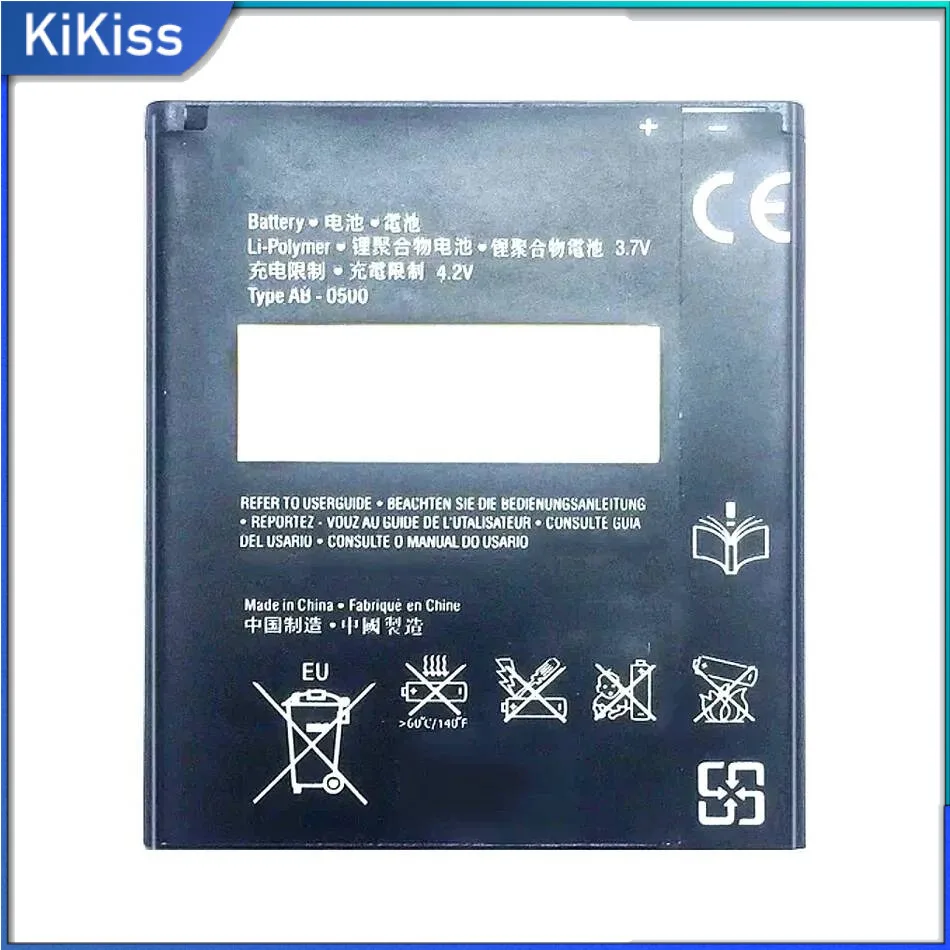 KiKiss
+ −
CE
Battery • 电池 • 電池
Li-Polymer • 锂聚合物电池 • 锂聚合物電池 3.7V
充电限制 • 充電限制 4.2V
Type AB - 0500
REFER TO USERGUIDE • BEACHTEN SIE DIE BEDIENUNGSANLEITUNG
• REPORTEZ - VOUZ AU GUIDE DE L'UTALISATEUR • CONSULTE GUIA
DEL USARIO • CONSULTE O MANUAL DO USARIO
Made in China • Fabriqué en Chine
中国制造 • 中國製造
EU
>60°C/140°F